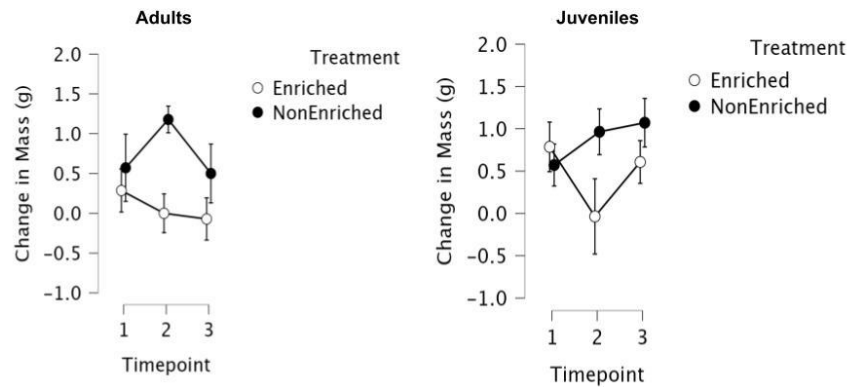 Adults
2.0
1.5
1.0
0.5
0.0
−0.5
−1.0
Change in Mass (g)
1
2
3
Timepoint
Treatment
Enriched
NonEnriched
Juveniles
2.0
1.5
1.0
0.5
0.0
−0.5
−1.0
Change in Mass (g)
1
2
3
Timepoint
Treatment
Enriched
NonEnriched